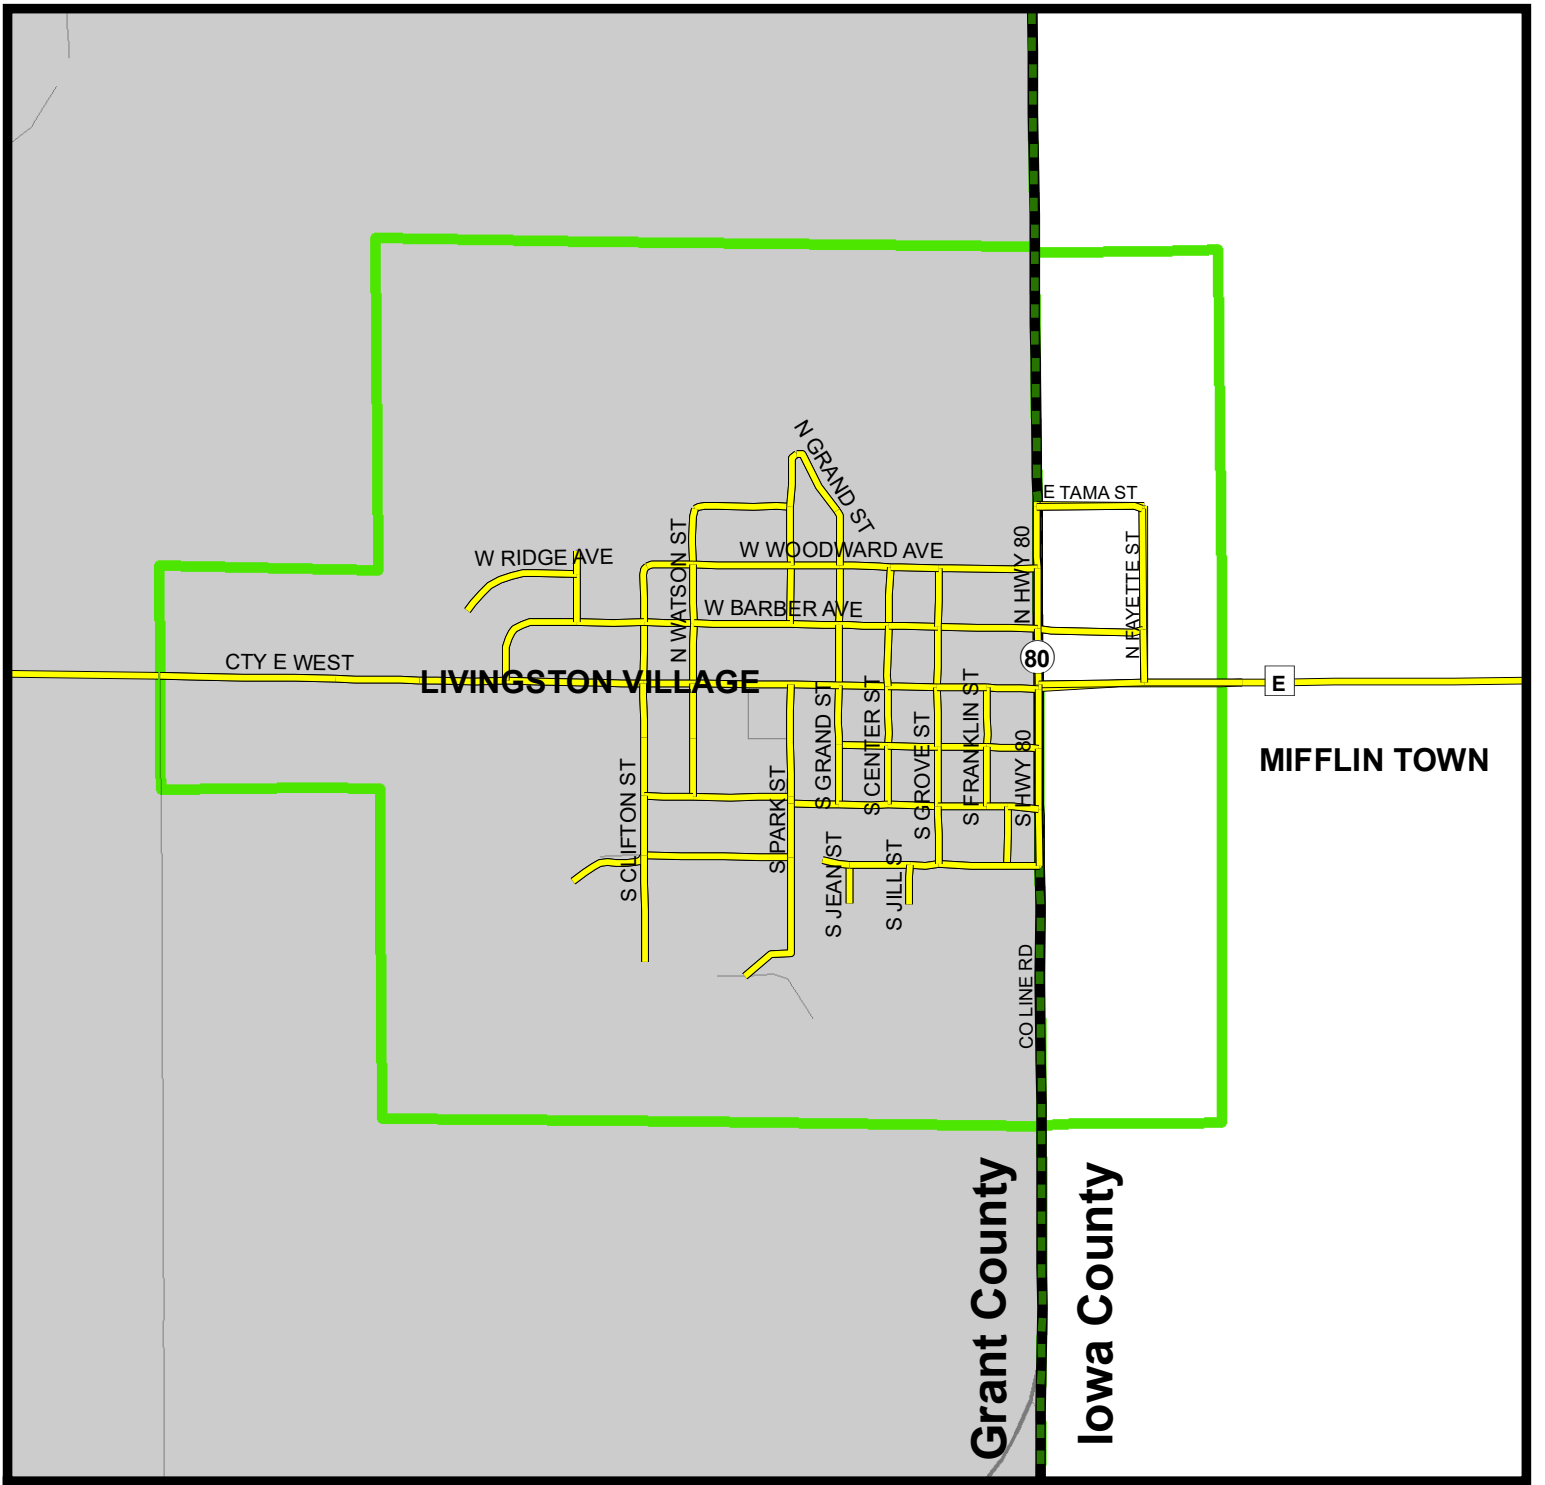 N GRAND ST
E TAMA ST
W WOODWARD AVE
W RIDGE AVE
N WATSON ST
N HWY 80
N FAYETTE ST
W BARBER AVE
80
CTY E WEST
LIVINGSTON VILLAGE
E
MIFFLIN TOWN
S CLIFTON ST
S PARK ST
S GRAND ST
S CENTER ST
S GROVE ST
S FRANKLIN ST
S HWY 80
S JEAN ST
S JILL ST
CO LINE RD
Grant County
Iowa County